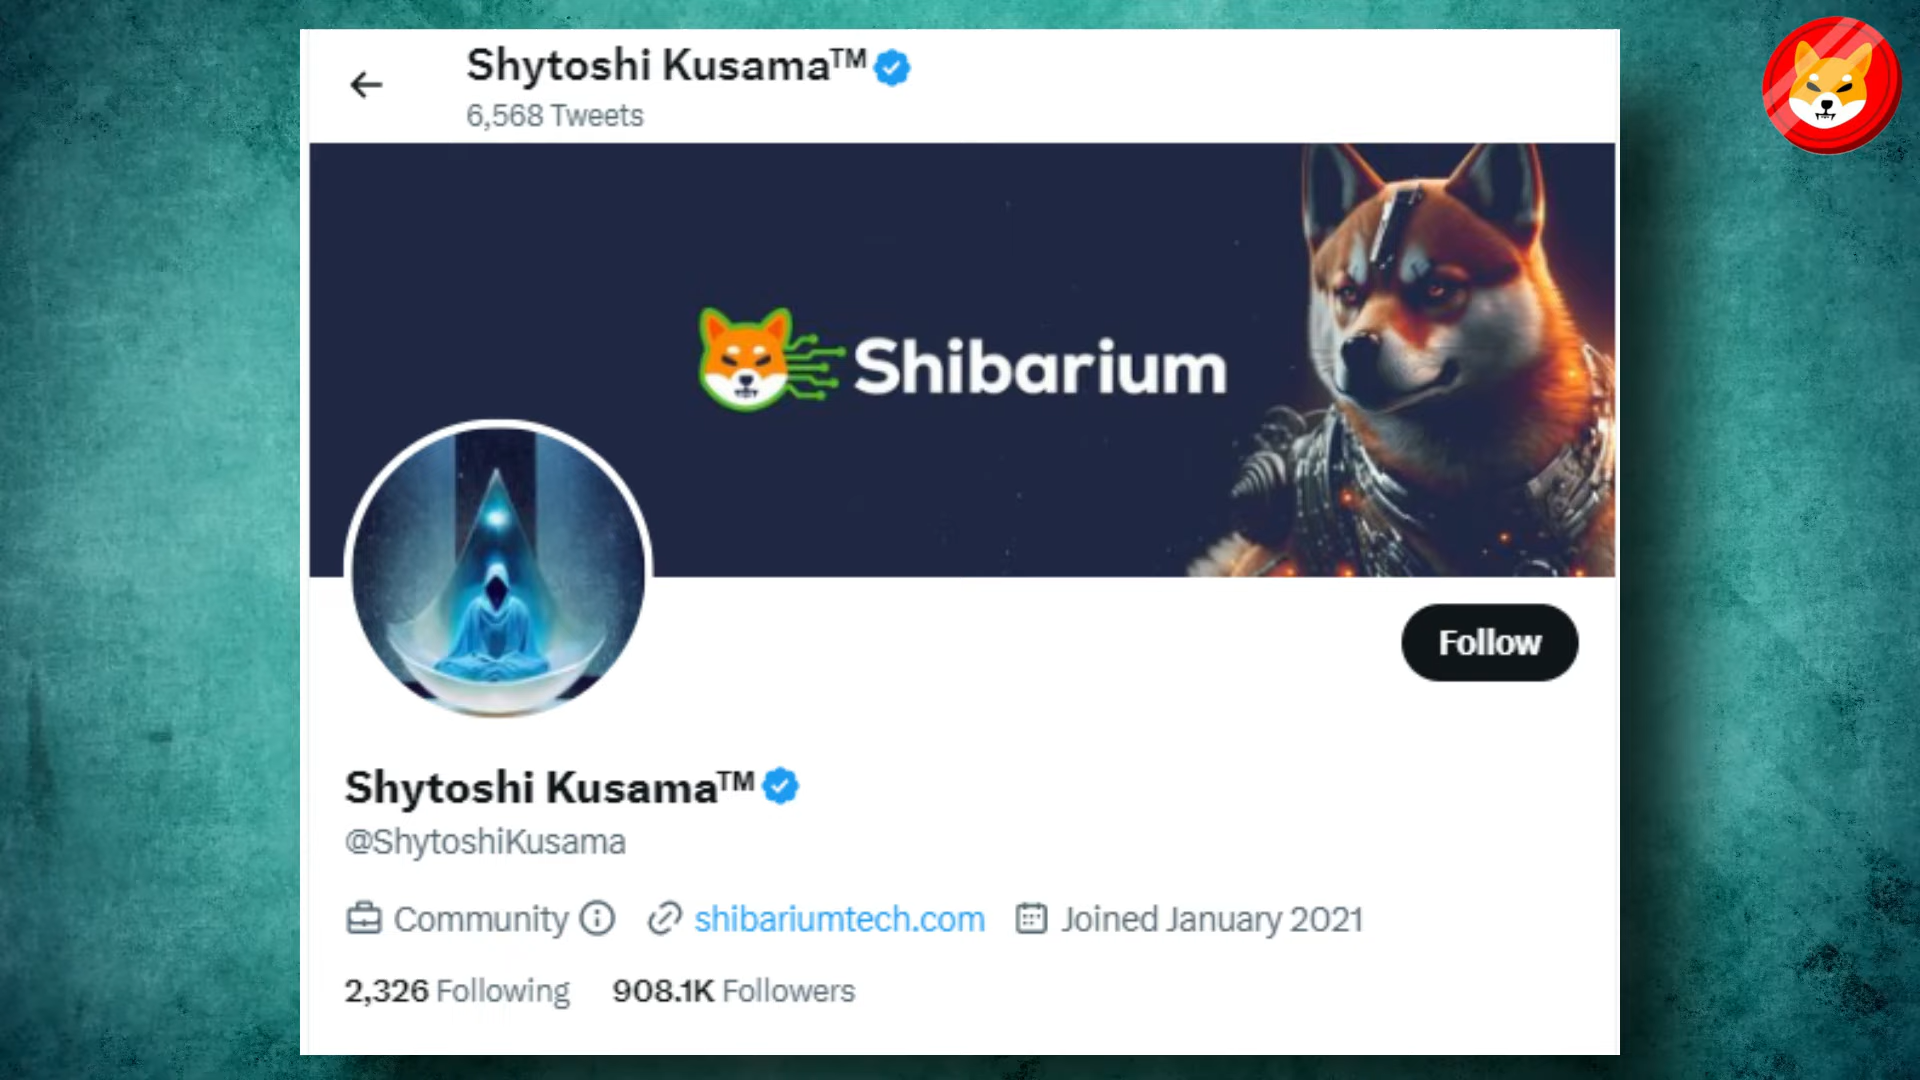 Shytoshi Kusama™
6,568 Tweets
Shibarium
Follow
Shytoshi Kusama™
@ShytoshiKusama
Community shibariumtech.com Joined January 2021
2,326 Following 908.1K Followers